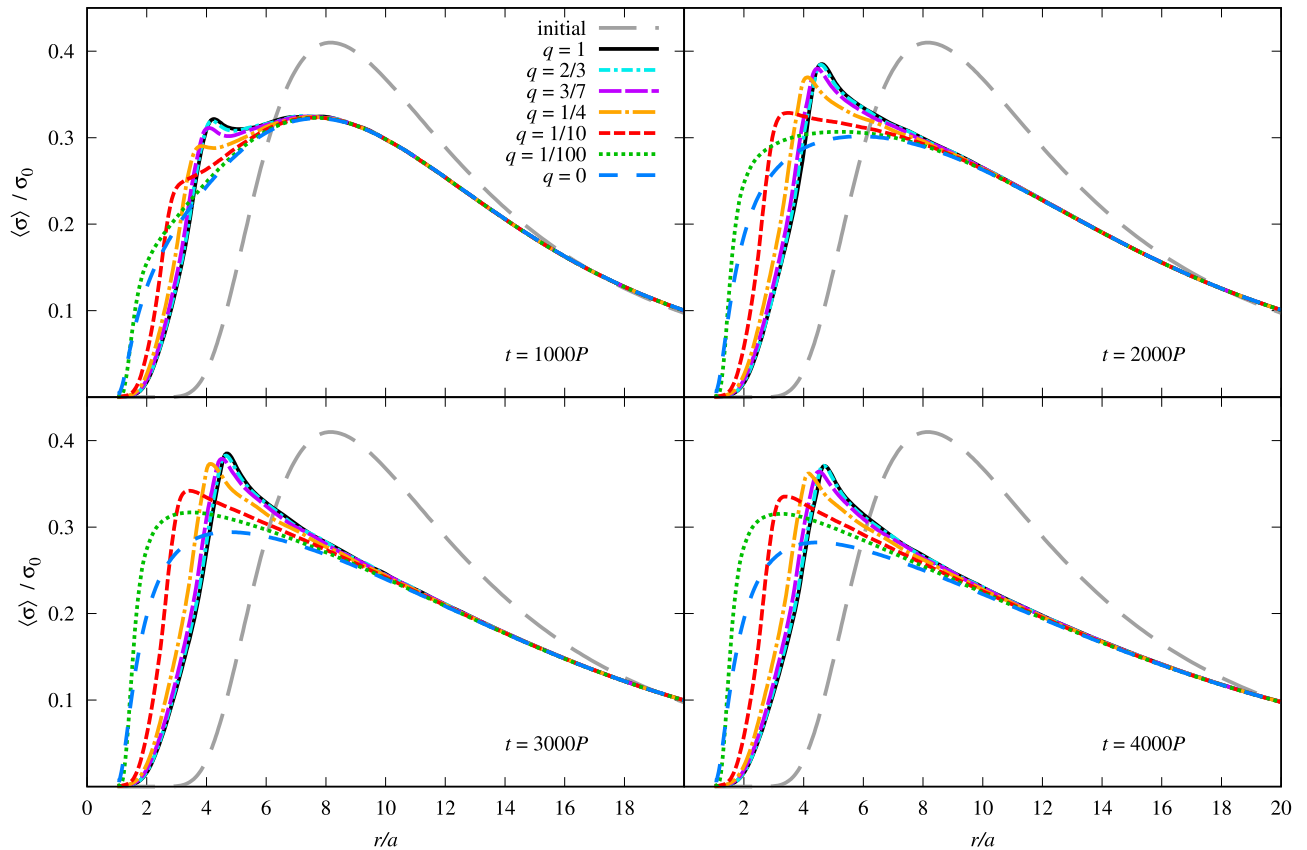 initial
q = 1
q = 2/3
q = 3/7
q = 1/4
q = 1/10
q = 1/100
q = 0
0.4
0.3
0.2
0.1
⟨σ⟩ / σ0
t = 1000P
t = 2000P
0.4
0.3
0.2
0.1
⟨σ⟩ / σ0
t = 3000P
t = 4000P
0 2 4 6 8 10 12 14 16 18
2 4 6 8 10 12 14 16 18 20
r/a
r/a